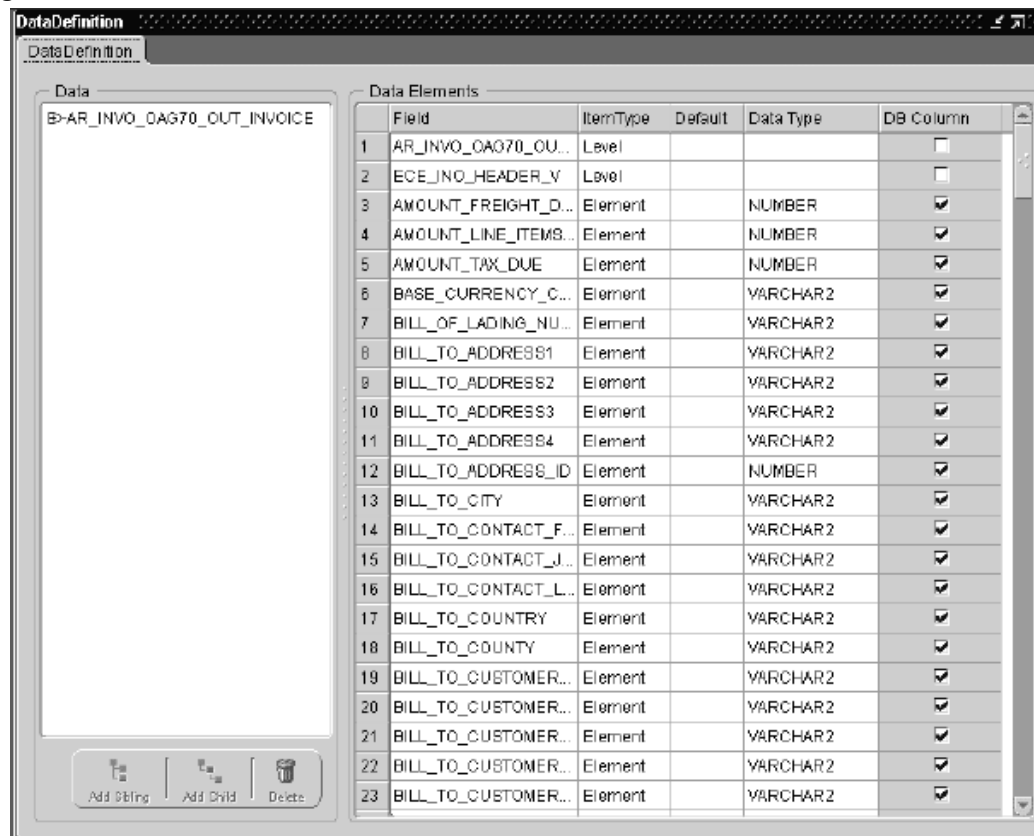 DataDefinition
DataDefinition
Data
AR_INVO_OAG70_OUT_INVOICE
Add Sibling Add Child Delete
Data Elements
Field ItemType Default Data Type DB Column
1 AR_INVO_OAG70_OU... Level
2 ECE_INO_HEADER_V Level
3 AMOUNT_FREIGHT_D... Element NUMBER
4 AMOUNT_LINE_ITEMS... Element NUMBER
5 AMOUNT_TAX_DUE Element NUMBER
6 BASE_CURRENCY_C... Element VARCHAR2
7 BILL_OF_LADING_NU... Element VARCHAR2
8 BILL_TO_ADDRESS1 Element VARCHAR2
9 BILL_TO_ADDRESS2 Element VARCHAR2
10 BILL_TO_ADDRESS3 Element VARCHAR2
11 BILL_TO_ADDRESS4 Element VARCHAR2
12 BILL_TO_ADDRESS_ID Element NUMBER
13 BILL_TO_CITY Element VARCHAR2
14 BILL_TO_CONTACT_F... Element VARCHAR2
15 BILL_TO_CONTACT_J... Element VARCHAR2
16 BILL_TO_CONTACT_L... Element VARCHAR2
17 BILL_TO_COUNTRY Element VARCHAR2
18 BILL_TO_COUNTY Element VARCHAR2
19 BILL_TO_CUSTOMER... Element VARCHAR2
20 BILL_TO_CUSTOMER... Element VARCHAR2
21 BILL_TO_CUSTOMER... Element VARCHAR2
22 BILL_TO_CUSTOMER... Element VARCHAR2
23 BILL_TO_CUSTOMER... Element VARCHAR2